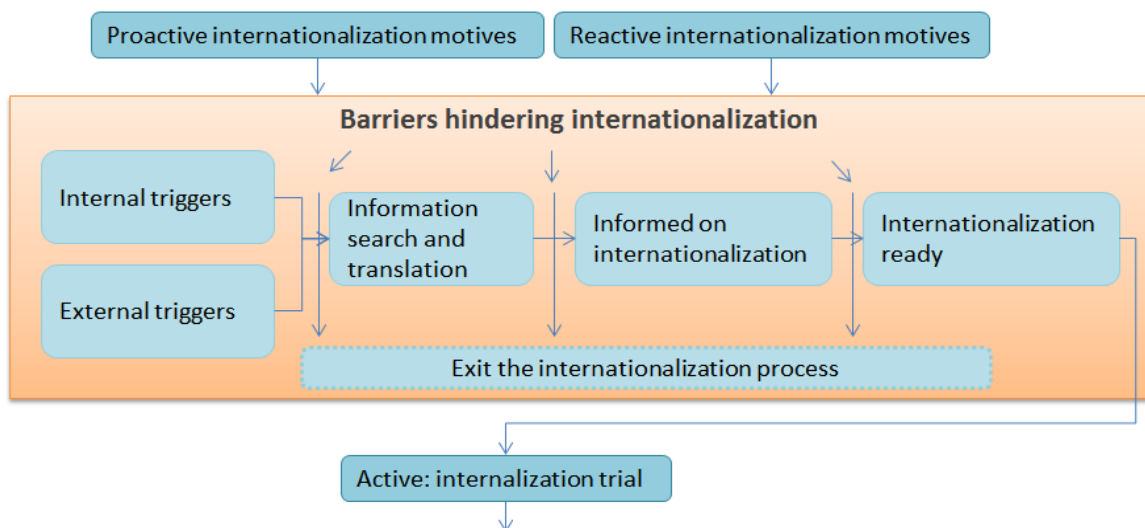 Proactive internationalization motives
Reactive internationalization motives
Barriers hindering internationalization
Internal triggers
External triggers
Information
search and
translation
Informed on
internationalization
Internationalization
ready
Exit the internationalization process
Active: internalization trial